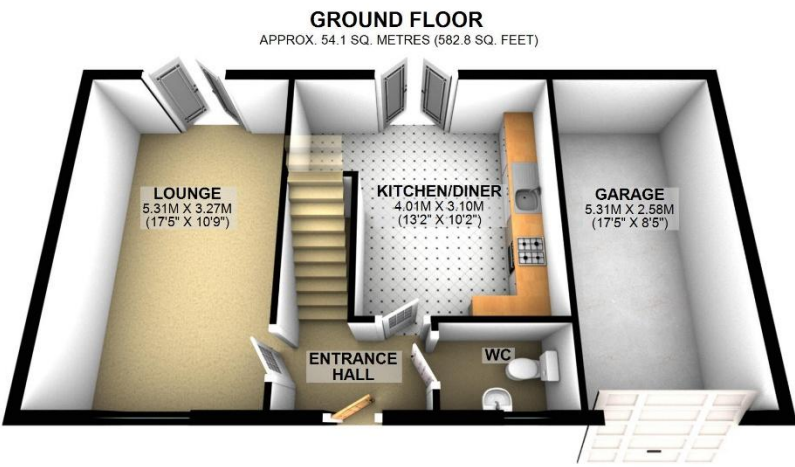 GROUND FLOOR
APPROX. 54.1 SQ. METRES (582.8 SQ. FEET)
LOUNGE
5.31M X 3.27M
(17'5" X 10'9")
KITCHEN/DINER
4.01M X 3.10M
(13'2" X 10'2")
GARAGE
5.31M X 2.58M
(17'5" X 8'5")
ENTRANCE
HALL
WC